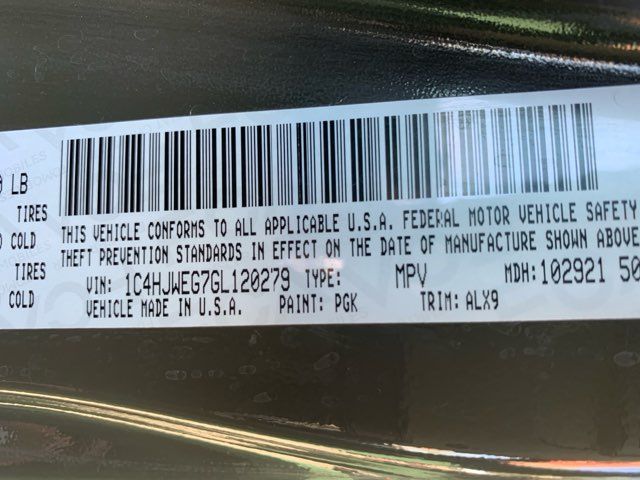 LB
TIRES
COLD
TIRES
COLD
THIS VEHICLE CONFORMS TO ALL APPLICABLE U.S.A. FEDERAL MOTOR VEHICLE SAFETY
THEFT PREVENTION STANDARDS IN EFFECT ON THE DATE OF MANUFACTURE SHOWN ABOVE
VIN: 1C4HJWEG7GL120279 TYPE: MPV MDH: 102921 50
VEHICLE MADE IN U.S.A. PAINT: PGK TRIM: ALX9